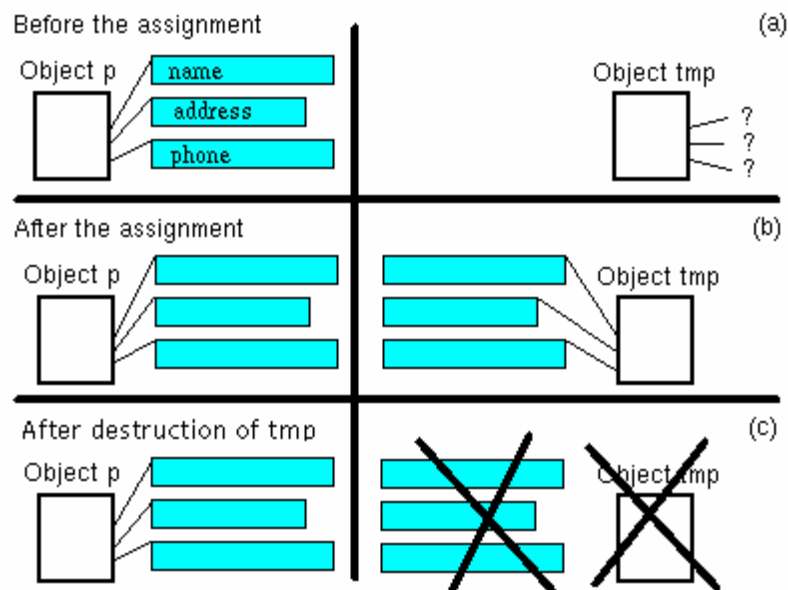 Before the assignment
(a)
Object p
name
address
phone
Object tmp
?
?
?
After the assignment
(b)
Object p
Object tmp
After destruction of tmp
(c)
Object p
Object tmp